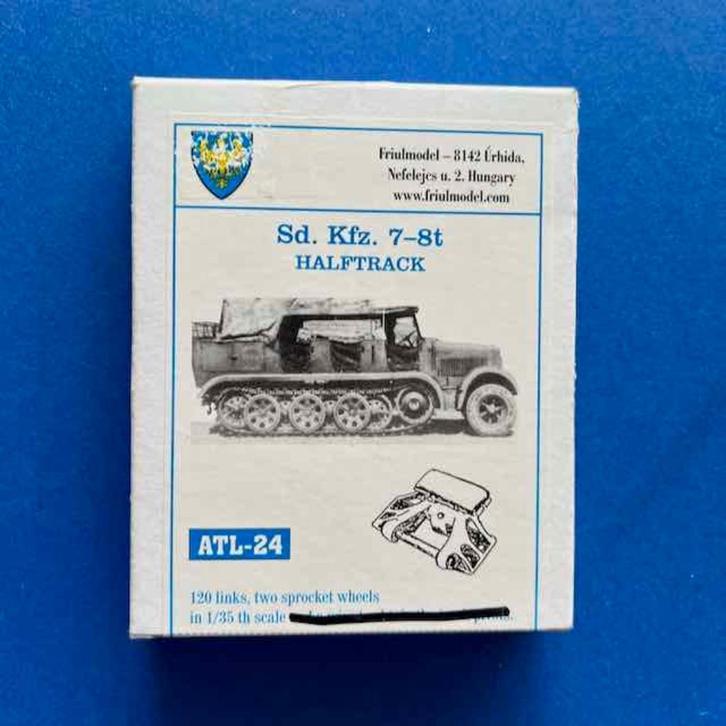 Friulmodel – 8142 Úrhida,
Nefelejcs u. 2. Hungary
www.friulmodel.com
Sd. Kfz. 7-8t
HALFTRACK
ATL-24
120 links, two sprocket wheels
in 1/35 th scale